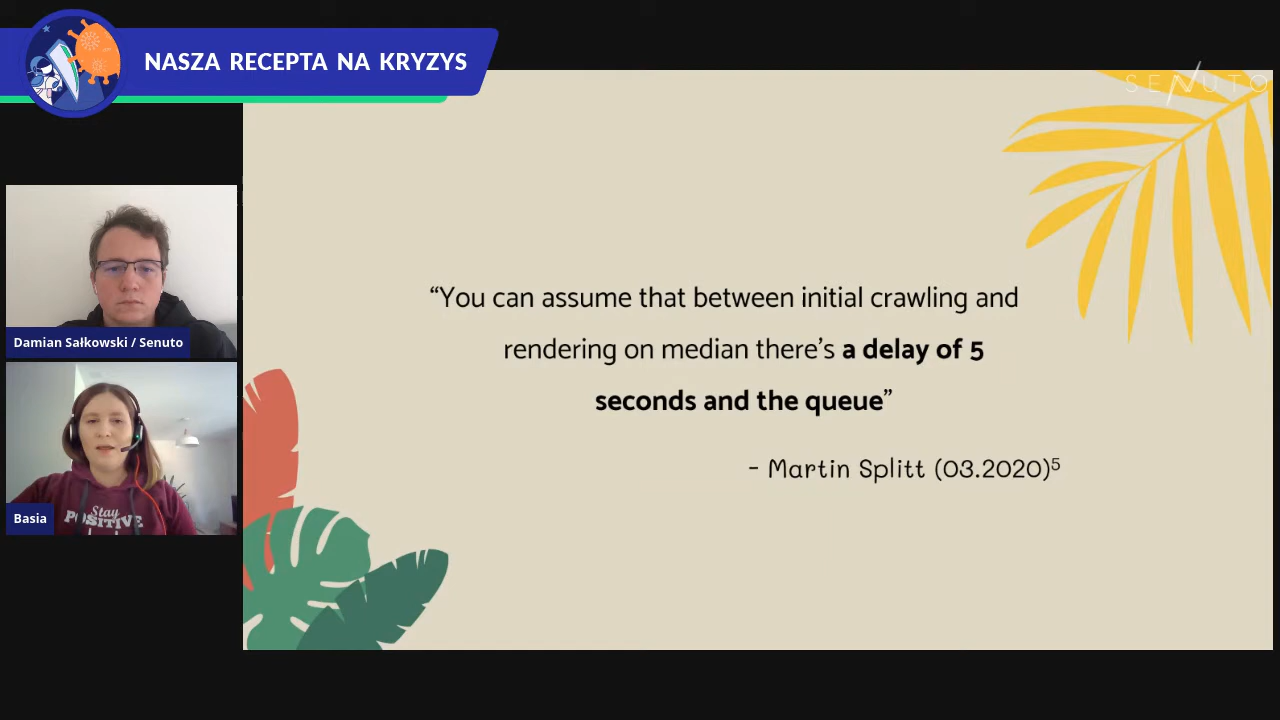 NASZA RECEPTA NA KRYZYS
SENUTO
“You can assume that between initial crawling and
rendering on median there’s a delay of 5
seconds and the queue”
- Martin Splitt (03.2020)⁵
Damian Sałkowski / Senuto
Stay
POSITIVE
Basia